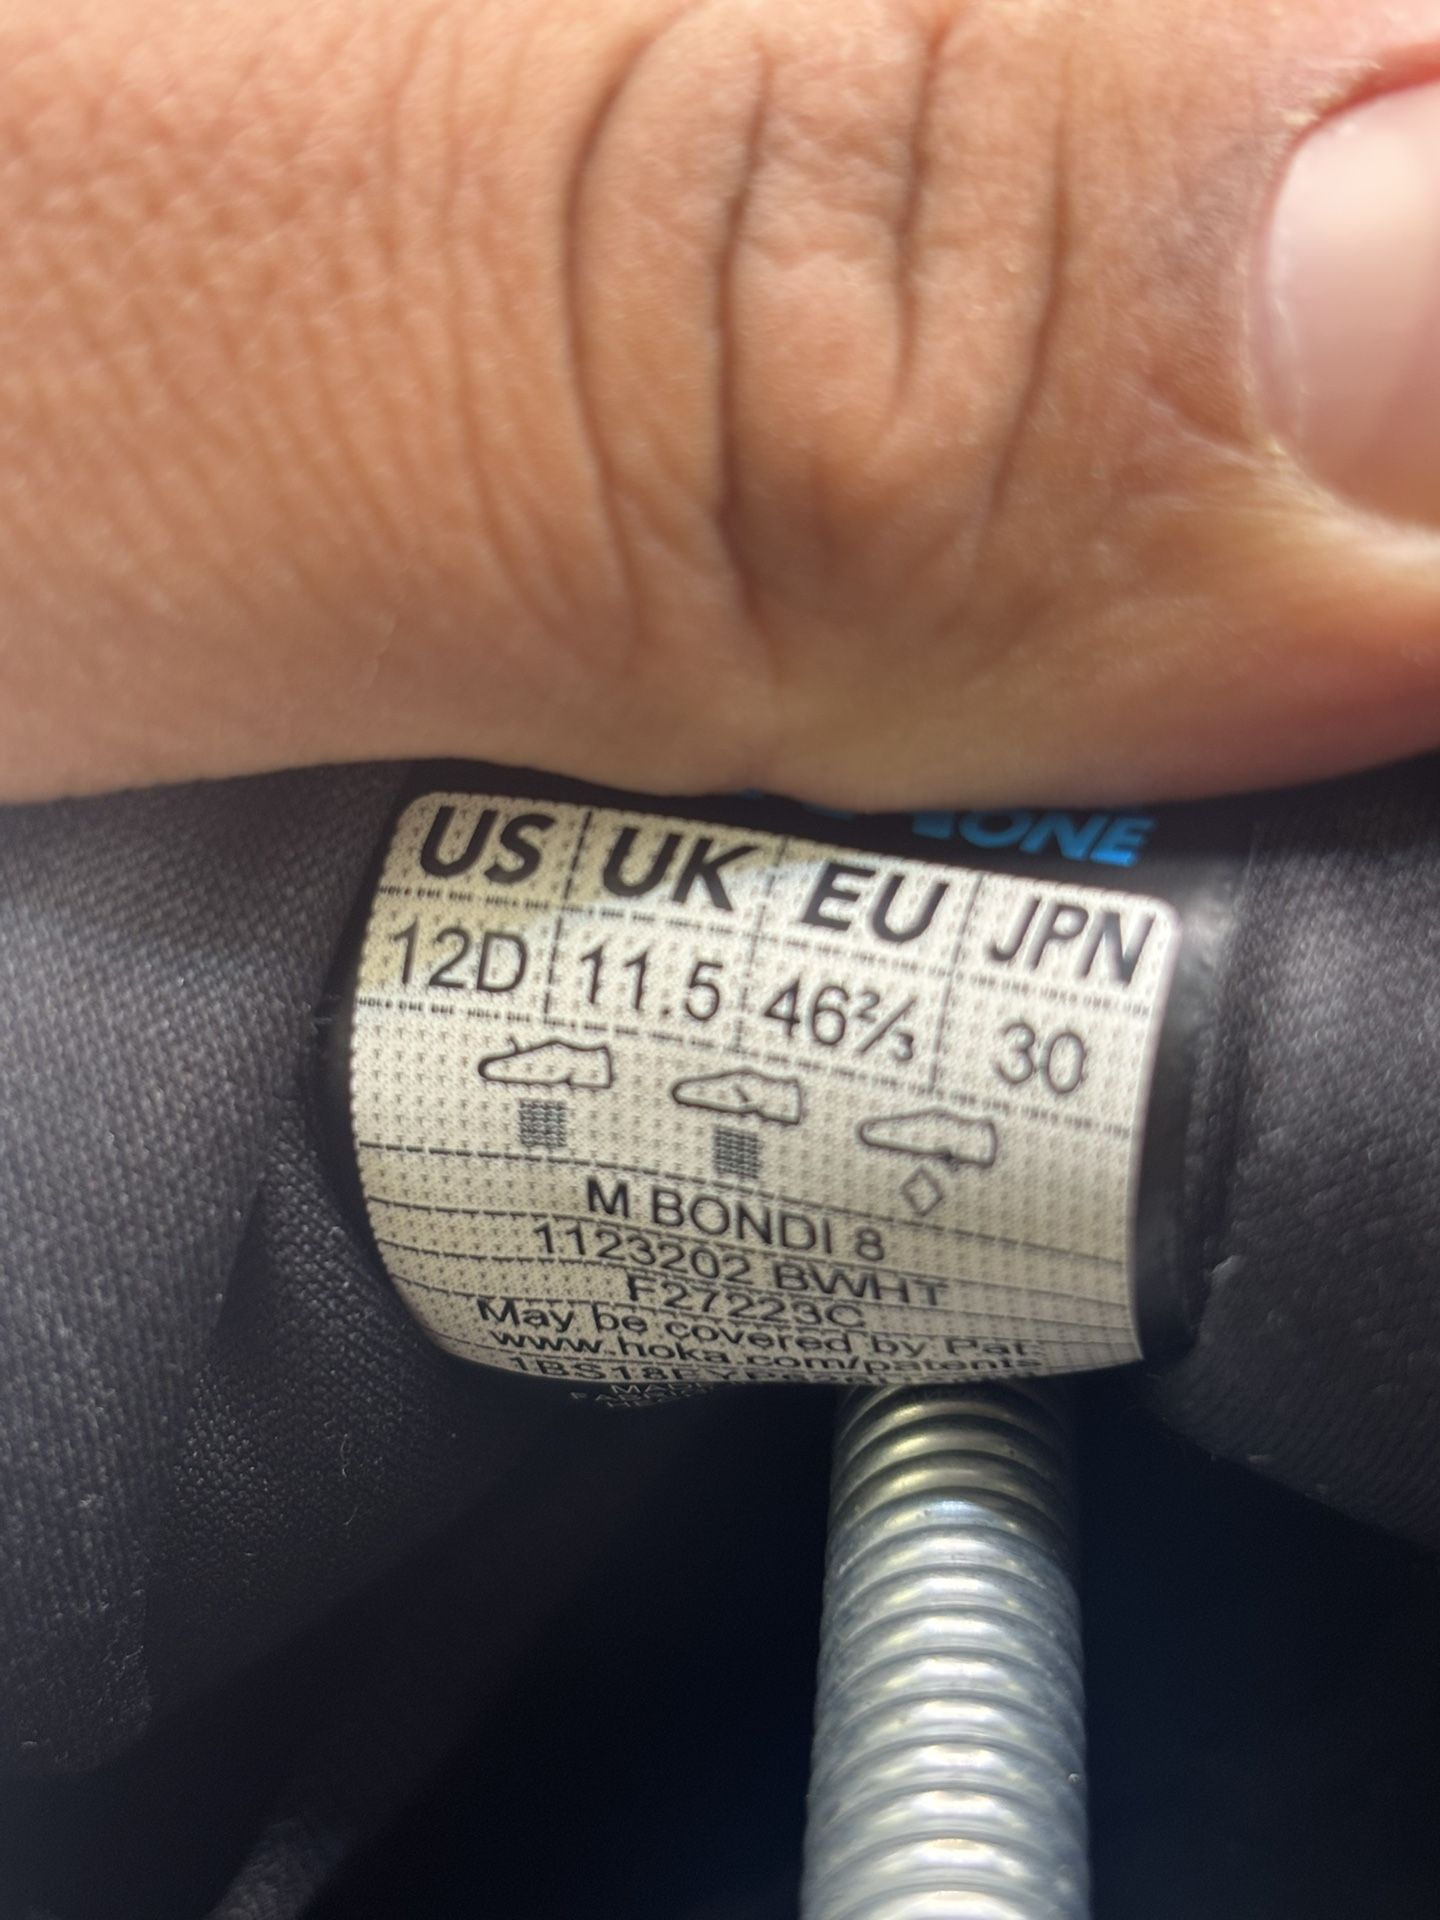 US UK EU JPN
12D 11.5 46⅔ 30
M BONDI 8
1123202 BWHT
F27223C
May be covered by Pat.
www.hoka.com/patents